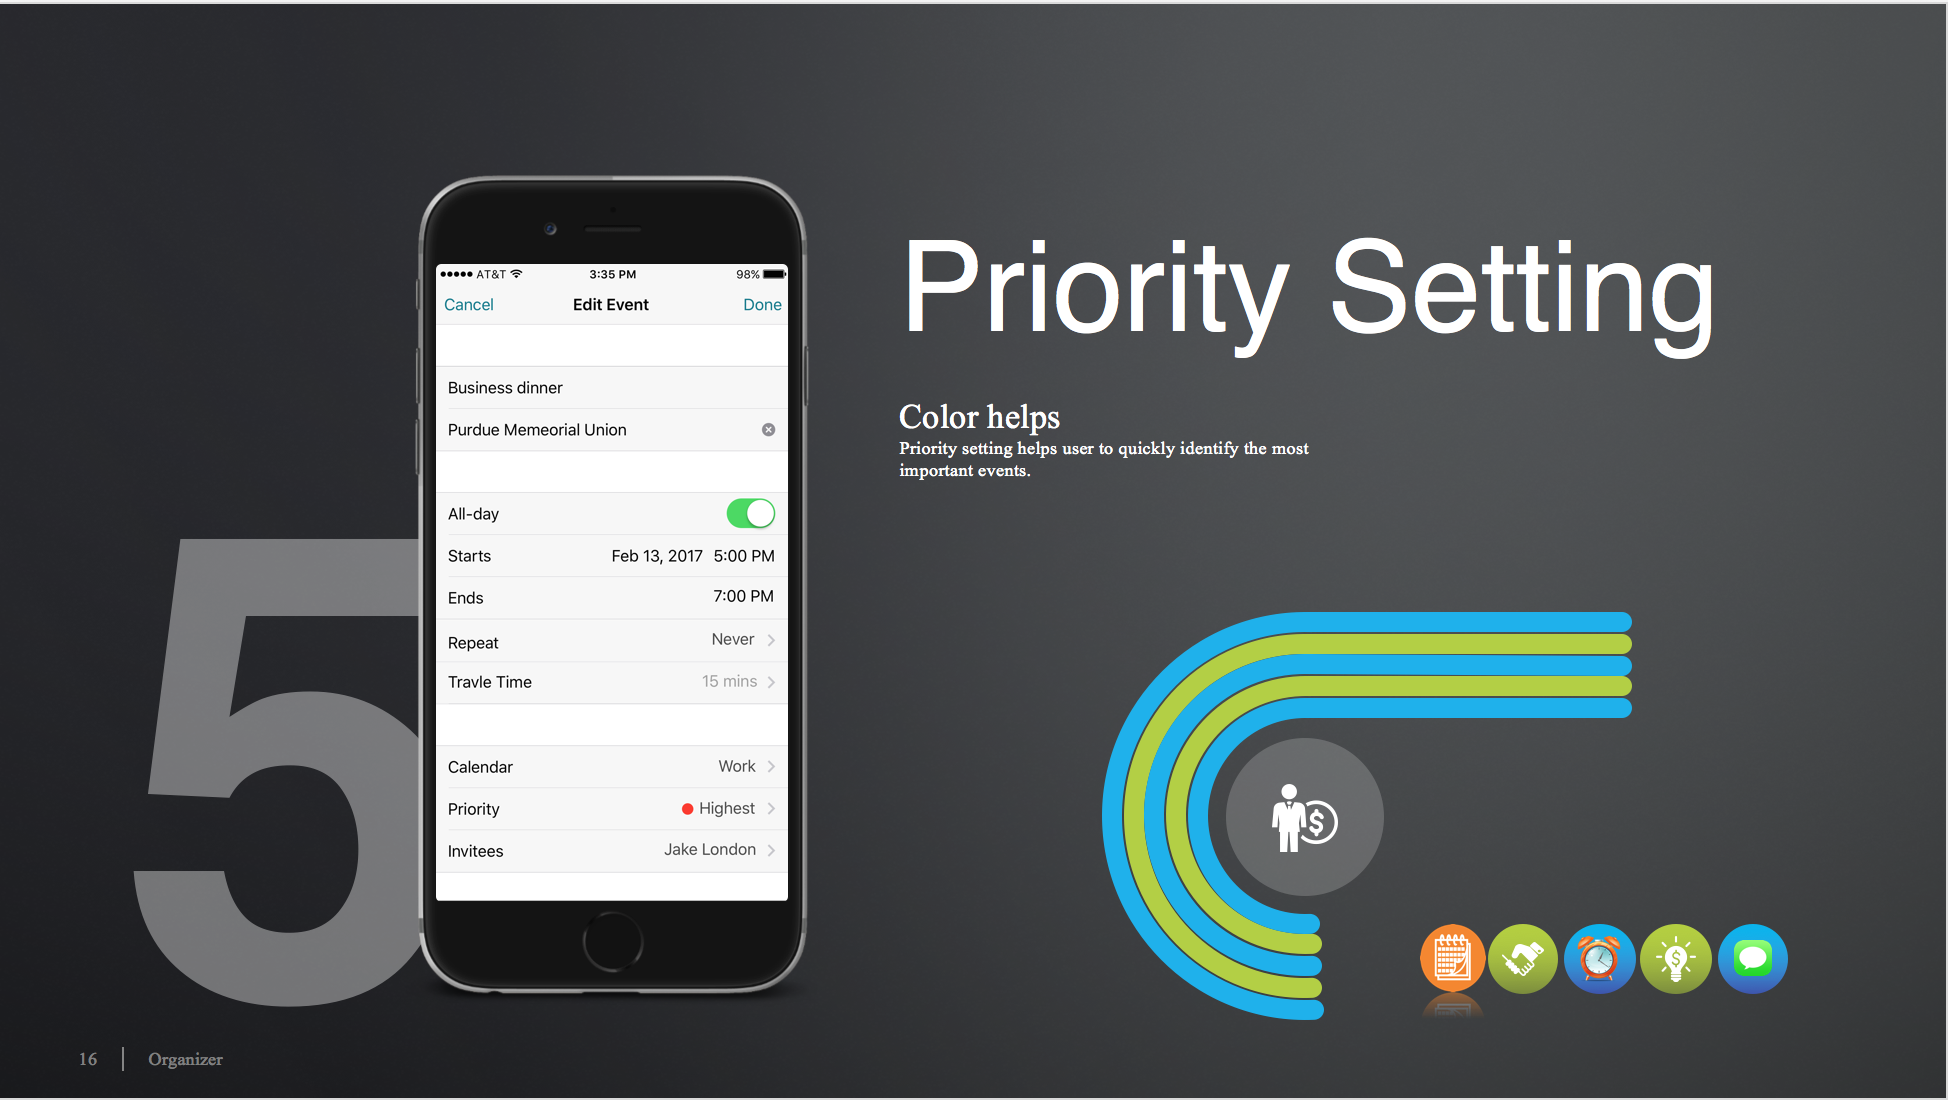 5
AT&T 3:35 PM 98%
Cancel Edit Event Done
Business dinner
Purdue Memeorial Union
All-day
Starts Feb 13, 2017 5:00 PM
Ends 7:00 PM
Repeat Never
Travle Time 15 mins
Calendar Work
Priority Highest
Invitees Jake London
Priority Setting
Color helps
Priority setting helps user to quickly identify the most
important events.
$
$
16 | Organizer